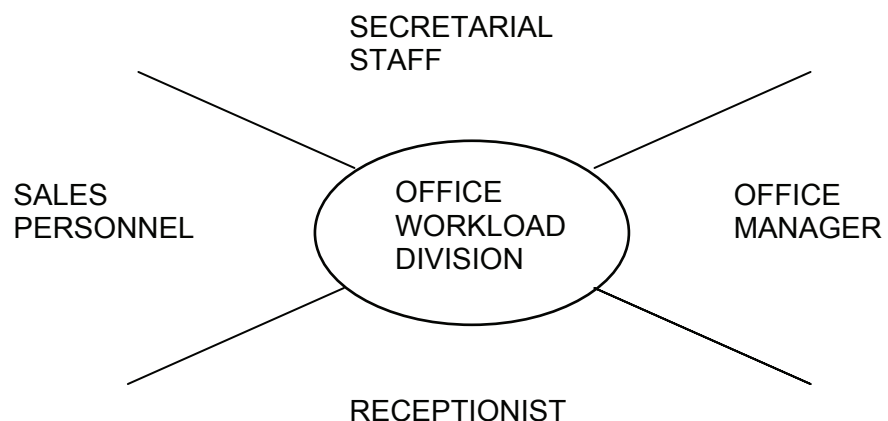 SECRETARIAL
STAFF
SALES
PERSONNEL
OFFICE
WORKLOAD
DIVISION
OFFICE
MANAGER
RECEPTIONIST